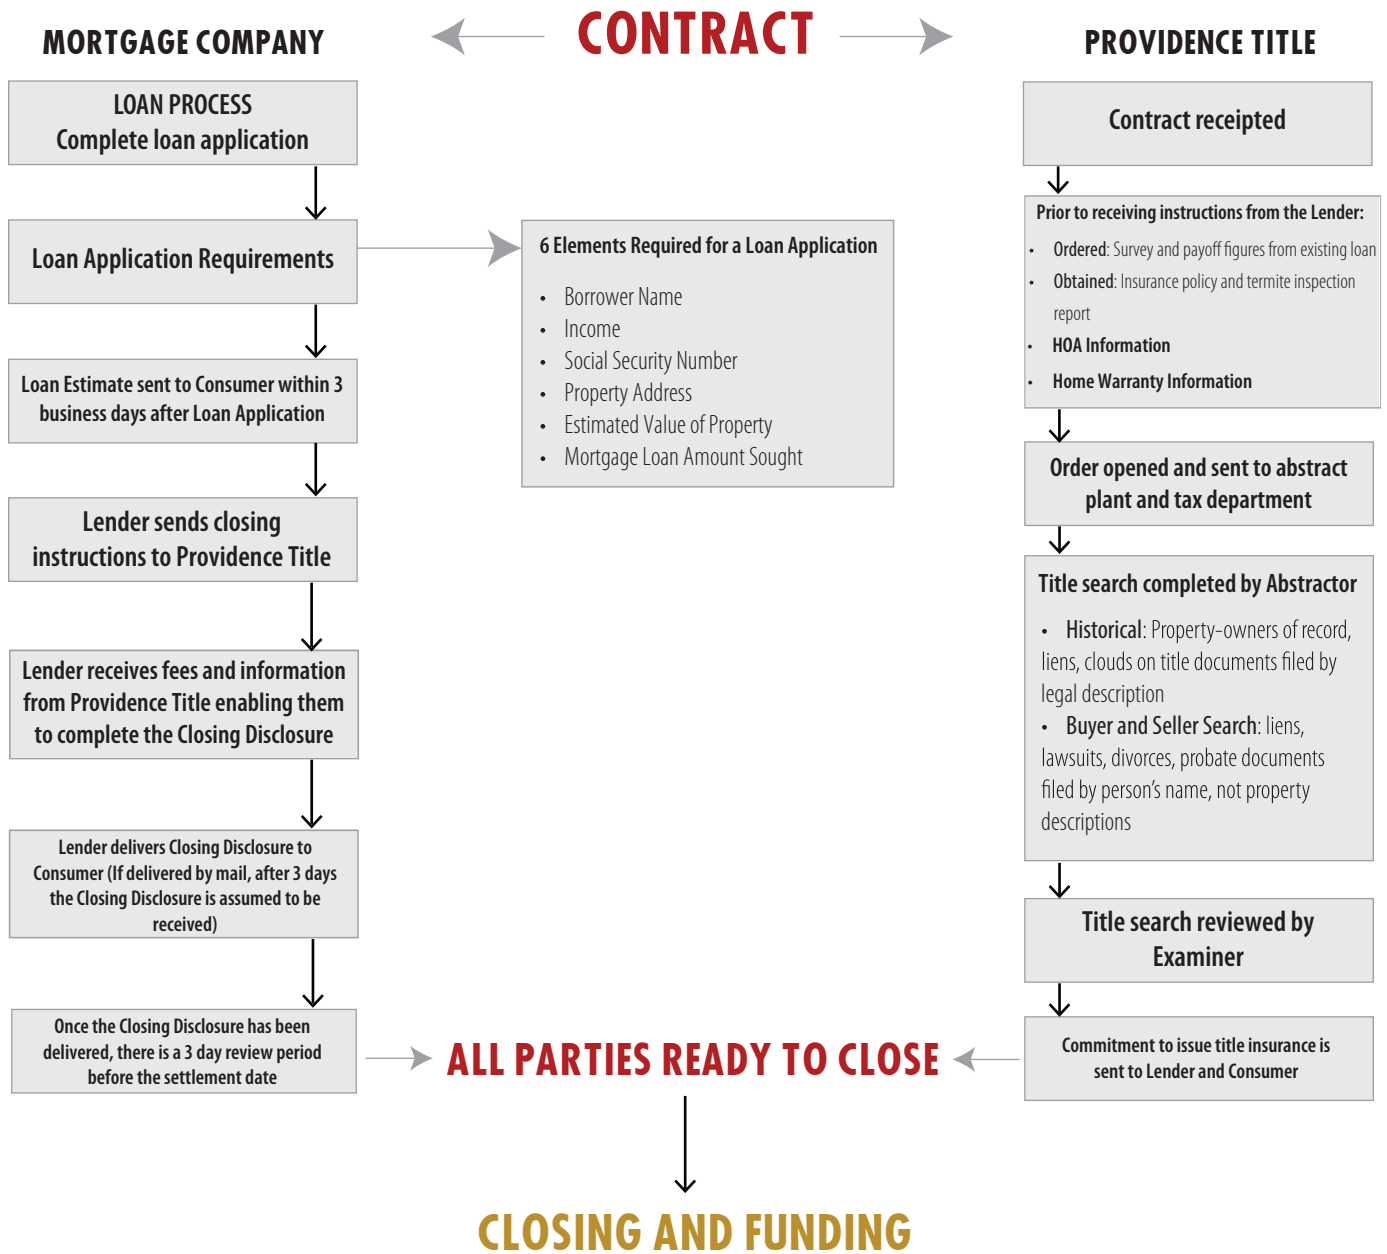 CONTRACT
MORTGAGE COMPANY
LOAN PROCESS
Complete loan application
Loan Application Requirements
6 Elements Required for a Loan Application
• Borrower Name
• Income
• Social Security Number
• Property Address
• Estimated Value of Property
• Mortgage Loan Amount Sought
Loan Estimate sent to Consumer within 3
business days after Loan Application
Lender sends closing
instructions to Providence Title
Lender receives fees and information
from Providence Title enabling them
to complete the Closing Disclosure
Lender delivers Closing Disclosure to
Consumer (If delivered by mail, after 3 days
the Closing Disclosure is assumed to be
received)
Once the Closing Disclosure has been
delivered, there is a 3 day review period
before the settlement date
PROVIDENCE TITLE
Contract receipted
Prior to receiving instructions from the Lender:
• Ordered: Survey and payoff figures from existing loan
• Obtained: Insurance policy and termite inspection
report
• HOA Information
• Home Warranty Information
Order opened and sent to abstract
plant and tax department
Title search completed by Abstractor
• Historical: Property-owners of record,
liens, clouds on title documents filed by
legal description
• Buyer and Seller Search: liens,
lawsuits, divorces, probate documents
filed by person’s name, not property
descriptions
Title search reviewed by
Examiner
Commitment to issue title insurance is
sent to Lender and Consumer
ALL PARTIES READY TO CLOSE
CLOSING AND FUNDING